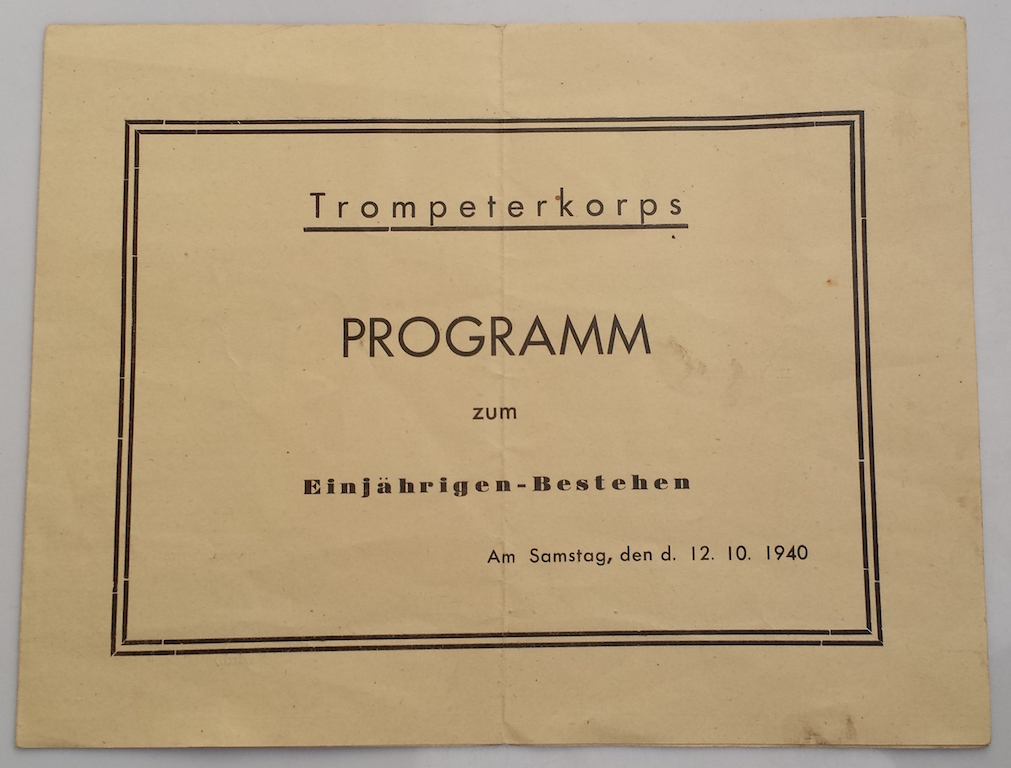 Trompeterkorps
PROGRAMM
zum
Einjährigen-Bestehen
Am Samstag, den d. 12. 10. 1940